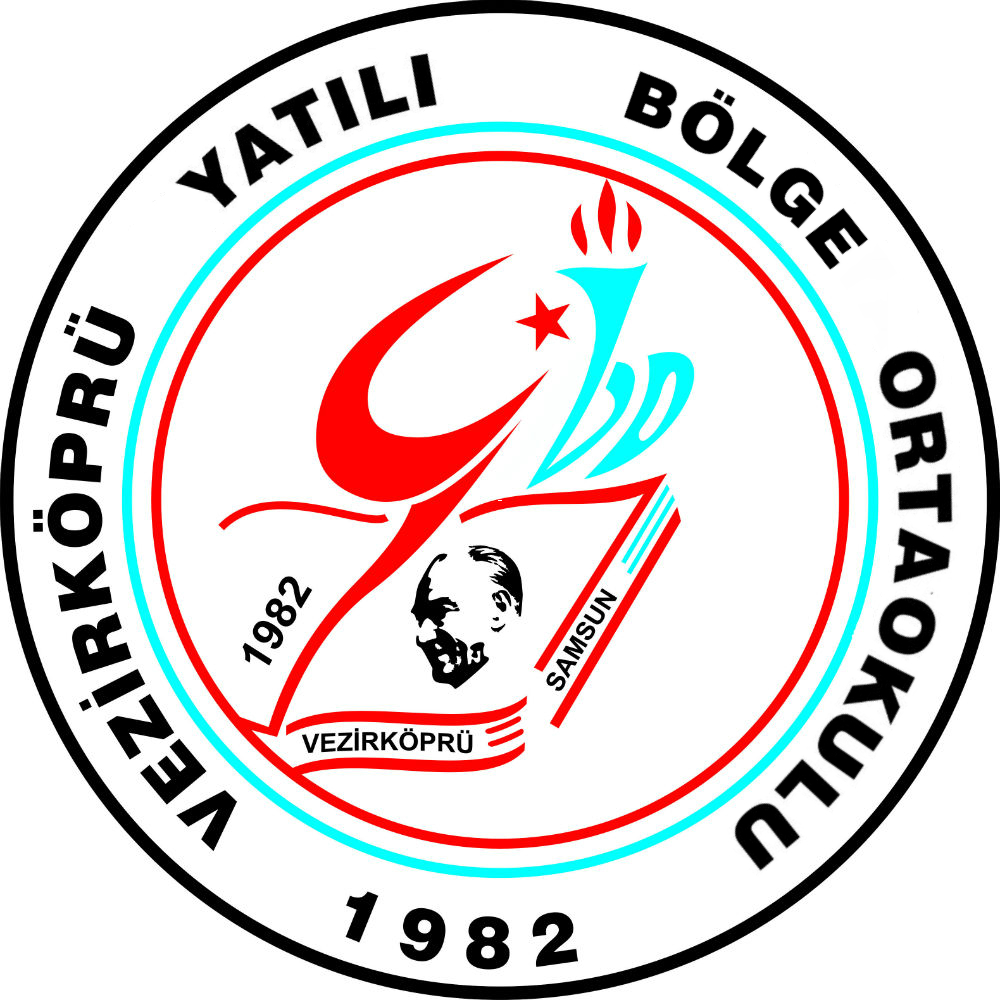 VEZİRKÖPRÜ YATILI BÖLGE ORTAOKULU
1982
1982
SAMSUN
VEZİRKÖPRÜ